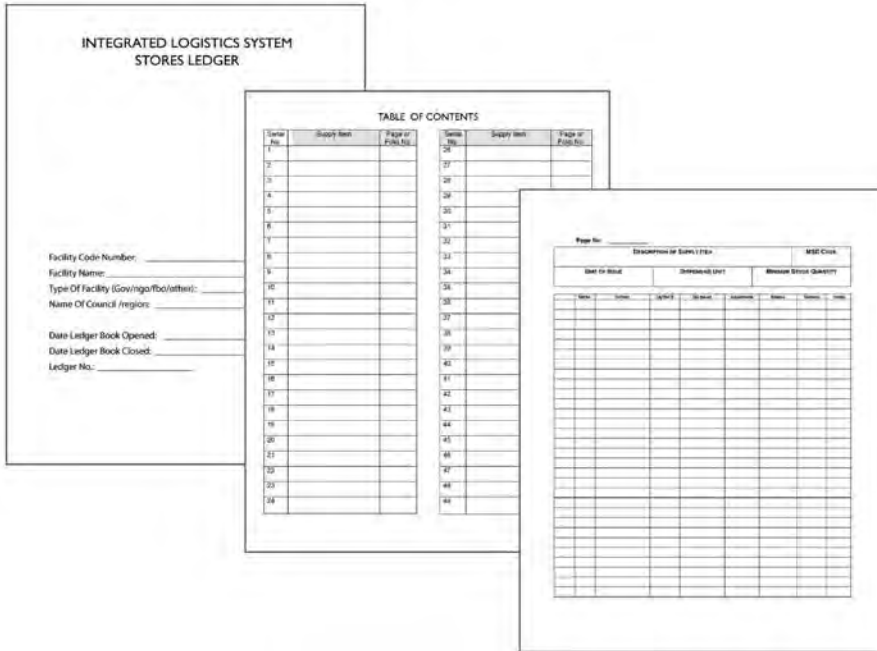 INTEGRATED LOGISTICS SYSTEM
STORES LEDGER
Facility Code Number:
Facility Name:
Type Of Facility (Gov/ngo/fbo/other):
Name Of Council /region:
Date Ledger Book Opened:
Date Ledger Book Closed:
Ledger No.:
TABLE OF CONTENTS
Serial No. Supply Item Page or Folio No. Serial No. Supply Item Page or Folio No.
1 26
2 27
3 28
4 29
5 30
6 31
7 32
8 33
9 34
10 35
11 36
12 37
13 38
14 39
15 40
16 41
17 42
18 43
19 44
20 45
21 46
22 47
23 48
24 49
Page No:
DESCRIPTION OF SUPPLY ITEM MSD CODE
UNIT OF ISSUE DISPENSING UNIT MINIMUM STOCK QUANTITY